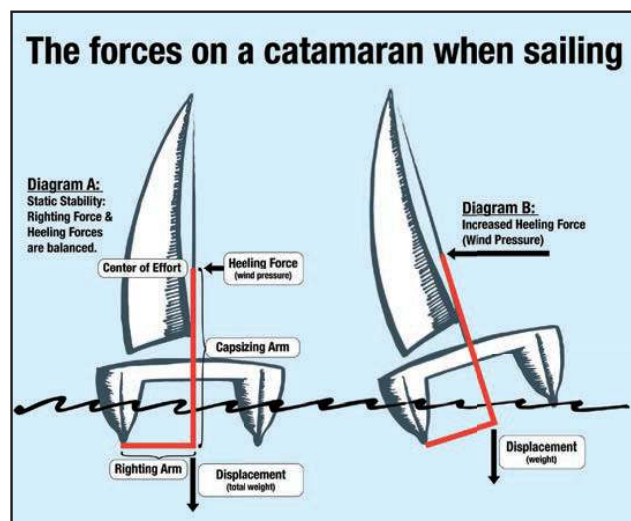 The forces on a catamaran when sailing
Diagram A:
Static Stability:
Righting Force &
Heeling Forces
are balanced.
Center of Effort
Heeling Force
(wind pressure)
Capsizing Arm
Righting Arm
Displacement
(total weight)
Diagram B:
Increased Heeling Force
(Wind Pressure)
Displacement
(weight)